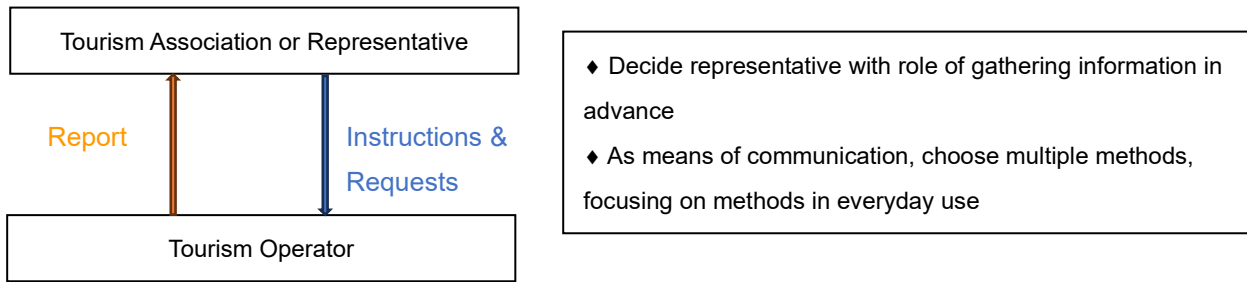 Tourism Association or Representative
Report
Instructions &
Requests
Tourism Operator
♦ Decide representative with role of gathering information in
advance
♦ As means of communication, choose multiple methods,
focusing on methods in everyday use